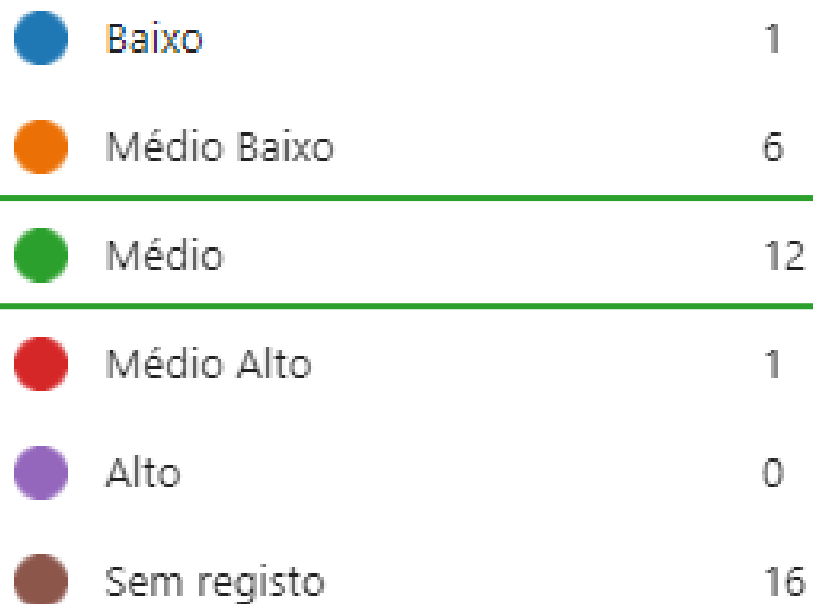 Baixo 1
Médio Baixo 6
Médio 12
Médio Alto 1
Alto 0
Sem registo 16